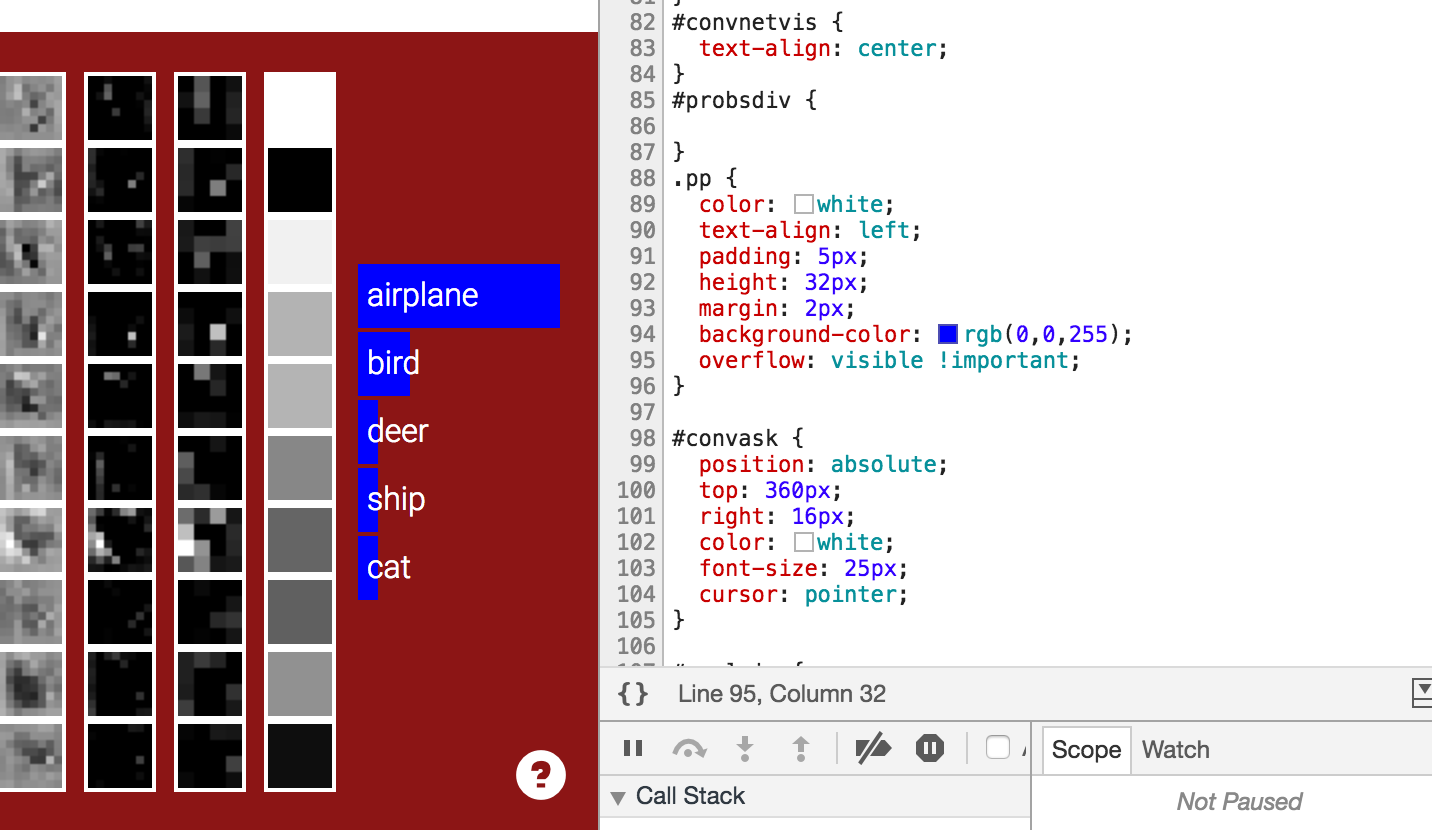 airplane
bird
deer
ship
cat
?
82 #convnetvis {
83   text-align: center;
84 }
85 #probsdiv {
86
87 }
88 .pp {
89   color: white;
90   text-align: left;
91   padding: 5px;
92   height: 32px;
93   margin: 2px;
94   background-color: rgb(0,0,255);
95   overflow: visible !important;
96 }
97
98 #convask {
99   position: absolute;
100   top: 360px;
101   right: 16px;
102   color: white;
103   font-size: 25px;
104   cursor: pointer;
105 }
106
{} Line 95, Column 32
Scope Watch
Call Stack
Not Paused